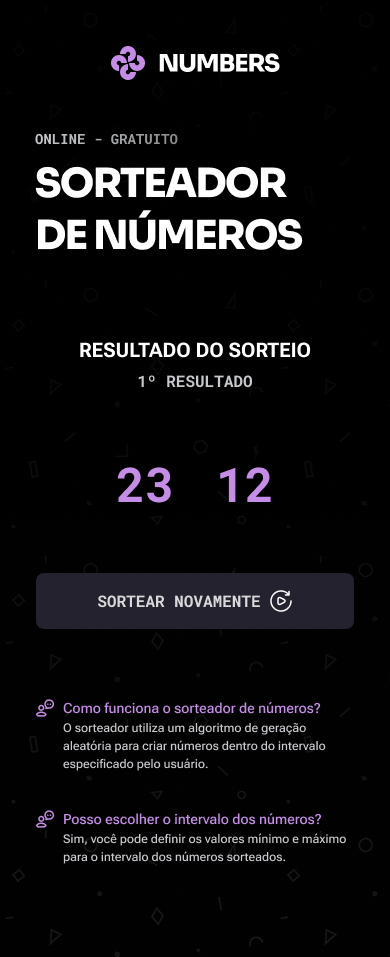 NUMBERS
ONLINE - GRATUITO
SORTEADOR
DE NÚMEROS
RESULTADO DO SORTEIO
1º RESULTADO
23 12
SORTEAR NOVAMENTE
Como funciona o sorteador de números?
O sorteador utiliza um algoritmo de geração
aleatória para criar números dentro do intervalo
especificado pelo usuário.
Posso escolher o intervalo dos números?
Sim, você pode definir os valores mínimo e máximo
para o intervalo dos números sorteados.